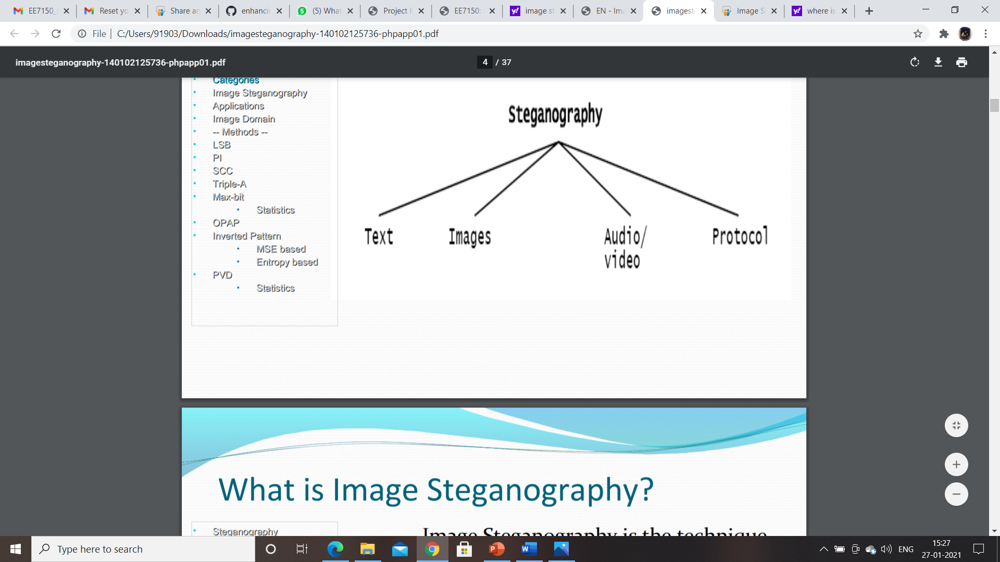 EE7150_
Reset yo
Share an
enhancin
(5) What
Project F
EE7150:
image st
EN - Ima
imageste
Image S
where is
File
C:/Users/91903/Downloads/imagesteganography-140102125736-phpapp01.pdf
imagesteganography-140102125736-phpapp01.pdf
4 / 37
Categories
Image Steganography
Applications
Image Domain
-- Methods --
LSB
PI
SCC
Triple-A
Max-bit
Statistics
OPAP
Inverted Pattern
MSE based
Entropy based
PVD
Statistics
Steganography
Text
Images
Audio/
video
Protocol
What is Image Steganography?
Steganography
Image Steganography is the technique
Type here to search
ENG
15:27
27-01-2021